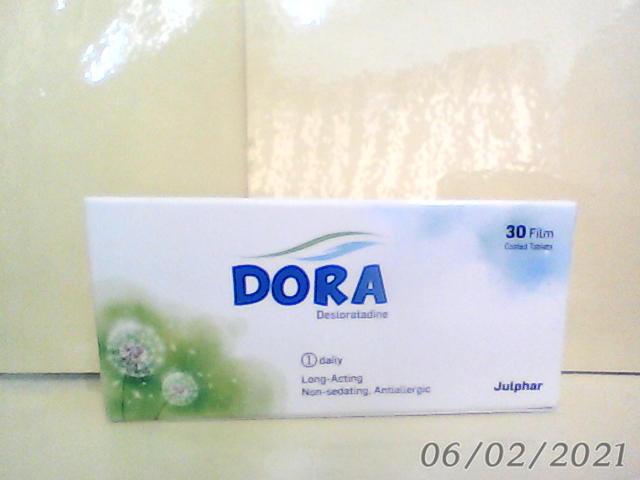 30 Film
Coated Tablets
DORA
Desloratadine
1 daily
Long-Acting
Non-sedating, Antiallergic
Julphar
06/02/2021